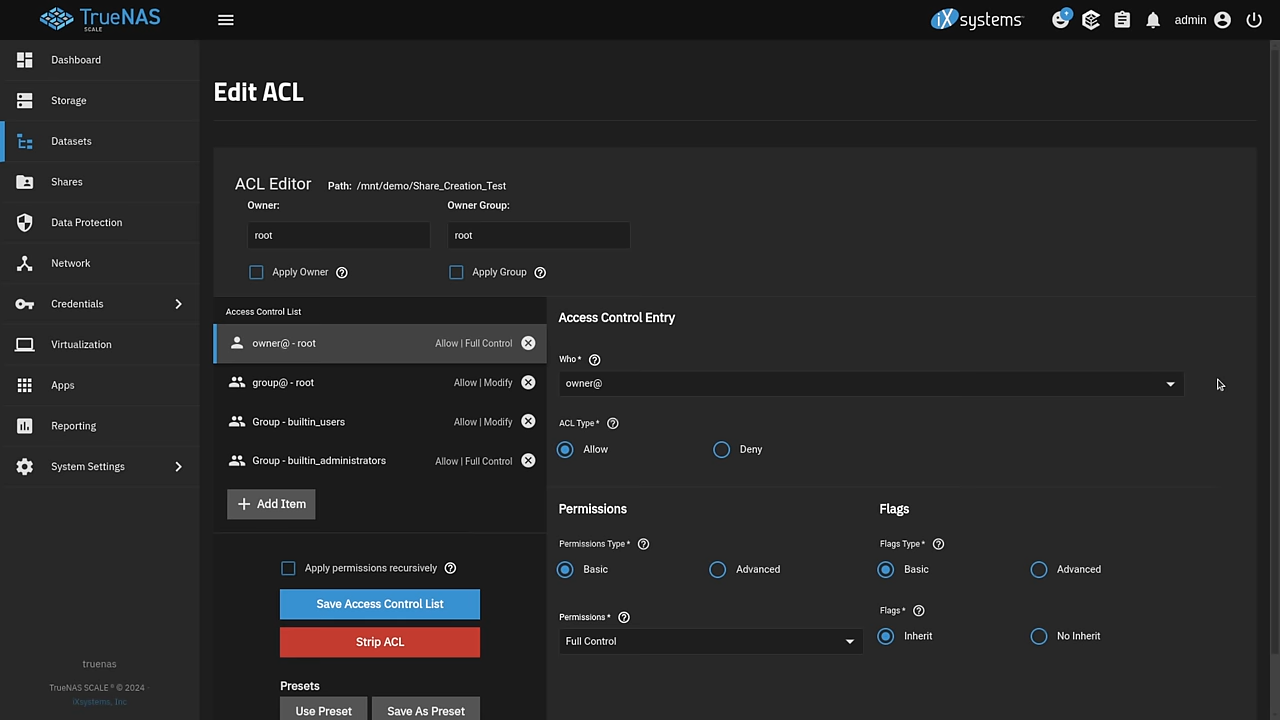 TrueNAS
SCALE
iXsystems
admin
Dashboard
Storage
Datasets
Shares
Data Protection
Network
Credentials
Virtualization
Apps
Reporting
System Settings
truenas
TrueNAS SCALE ® © 2024 -
iXsystems, Inc
Edit ACL
ACL Editor Path: /mnt/demo/Share_Creation_Test
Owner: Owner Group:
root root
Apply Owner Apply Group
Access Control List
owner@ - root Allow | Full Control
group@ - root Allow | Modify
Group - builtin_users Allow | Modify
Group - builtin_administrators Allow | Full Control
+ Add Item
Apply permissions recursively
Save Access Control List
Strip ACL
Presets
Use Preset Save As Preset
Access Control Entry
Who *
owner@
ACL Type *
Allow Deny
Permissions Flags
Permissions Type * Flags Type *
Basic Advanced Basic Advanced
Permissions * Flags *
Full Control Inherit No Inherit